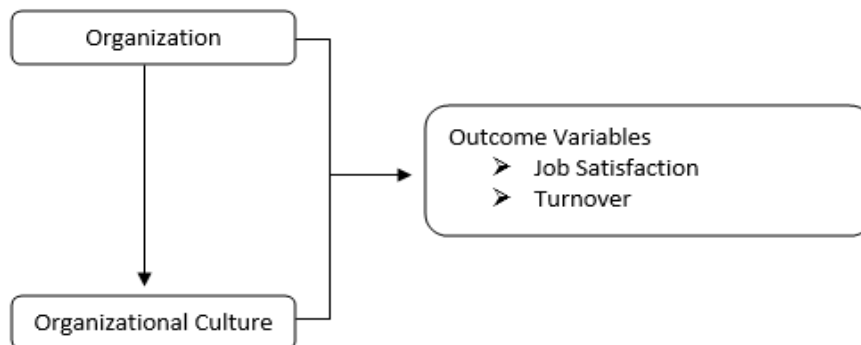 Organization
Outcome Variables
Job Satisfaction
Turnover
Organizational Culture